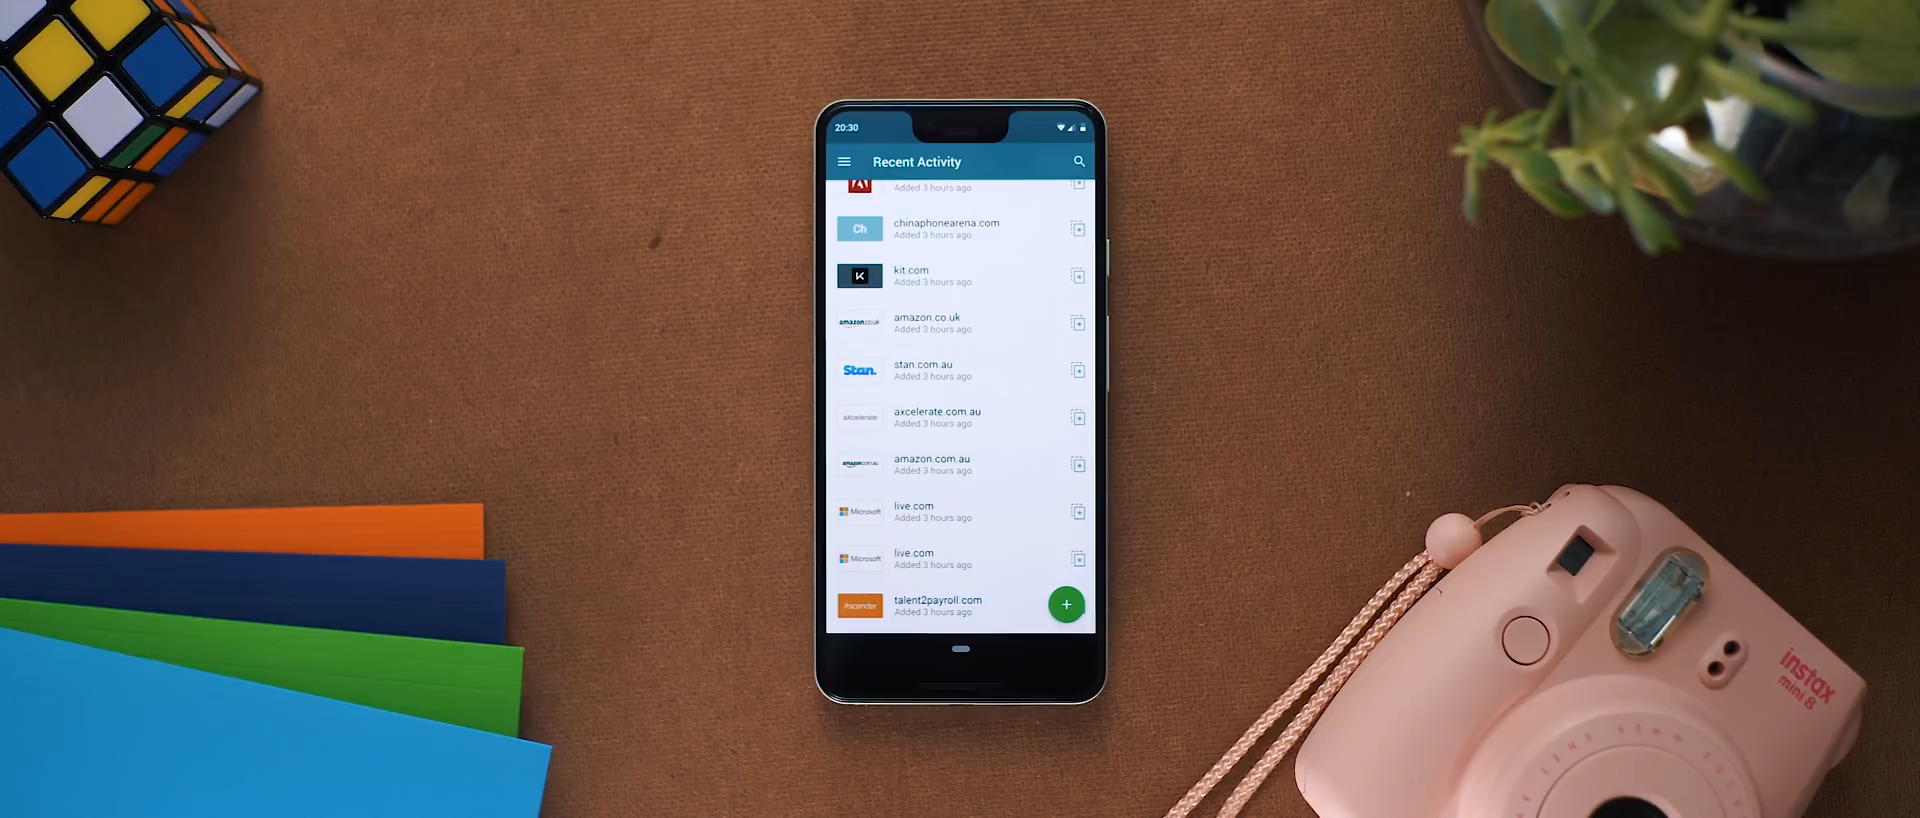 20:30
Recent Activity
Added 3 hours ago
Ch
chinaphonearena.com
Added 3 hours ago
K
kit.com
Added 3 hours ago
amazon.co.uk
amazon.co.uk
Added 3 hours ago
Stan.
stan.com.au
Added 3 hours ago
aXcelerate
axcelerate.com.au
Added 3 hours ago
amazon.com.au
amazon.com.au
Added 3 hours ago
Microsoft
live.com
Added 3 hours ago
Microsoft
live.com
Added 3 hours ago
Ascender
talent2payroll.com
Added 3 hours ago
instax
mini 8
LENS 60mm